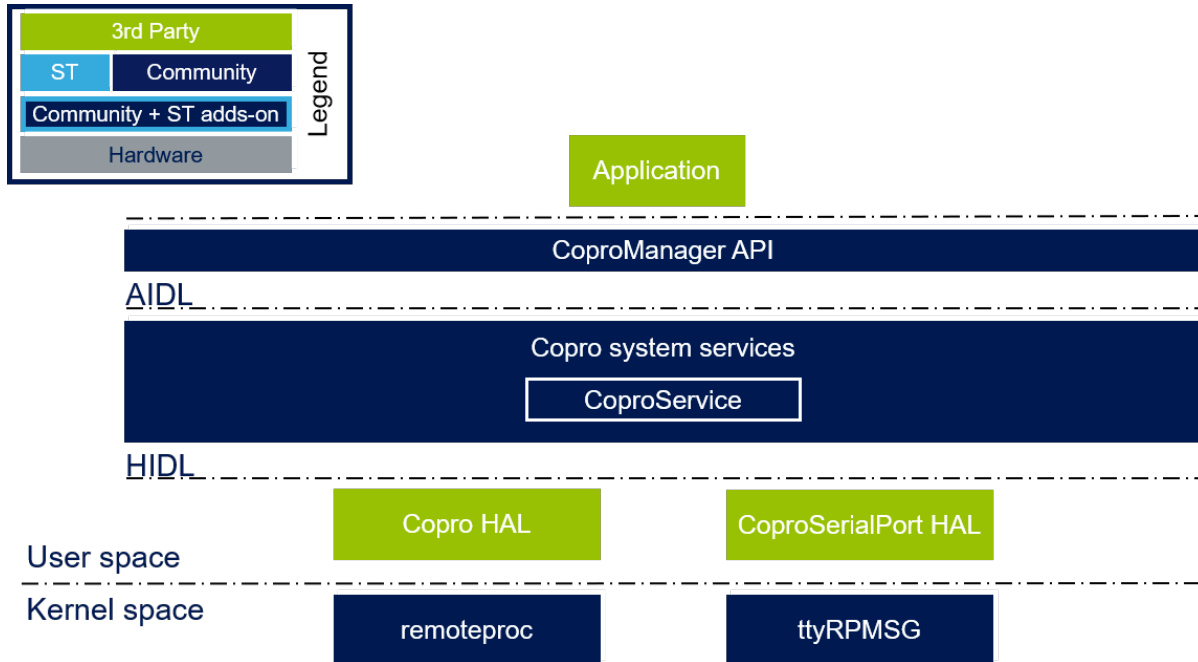 3rd Party
ST
Community
Community + ST adds-on
Hardware
Legend
Application
CoproManager API
AIDL
Copro system services
CoproService
HIDL
Copro HAL
CoproSerialPort HAL
User space
Kernel space
remoteproc
ttyRPMSG